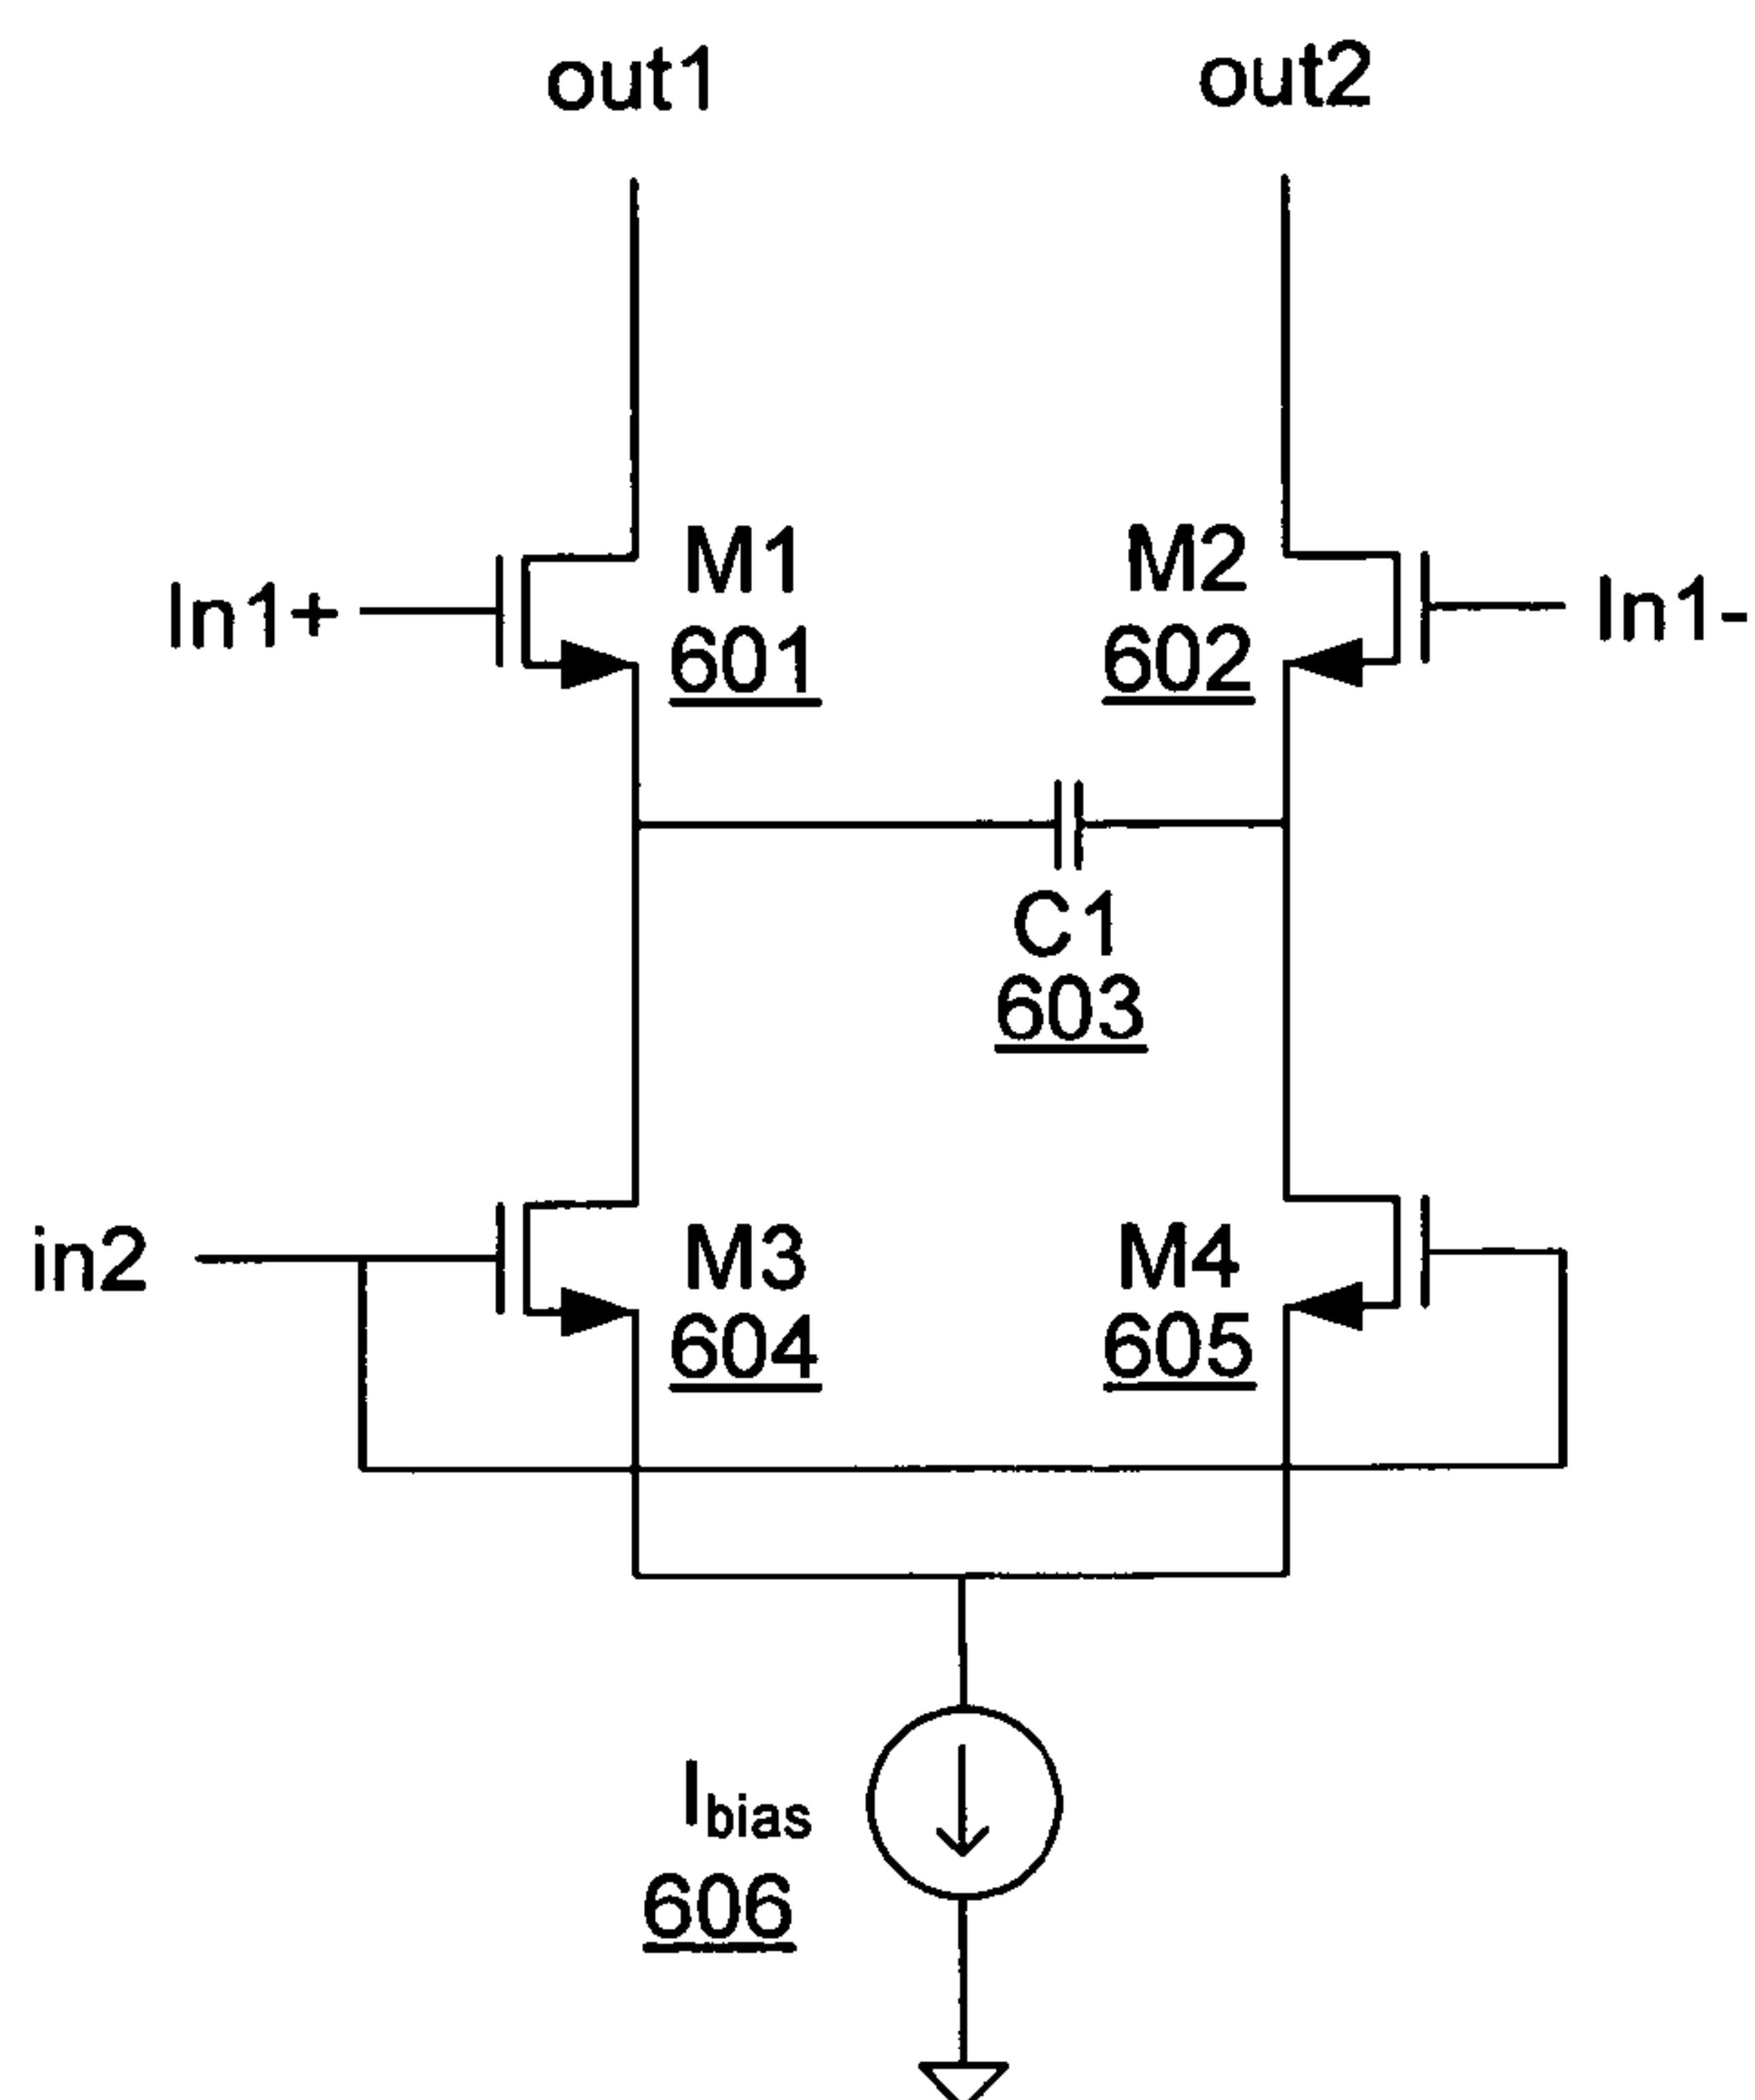 out1
out2
In1+
M1
601
M2
602
In1-
C1
603
in2
M3
604
M4
605
Ibias
606